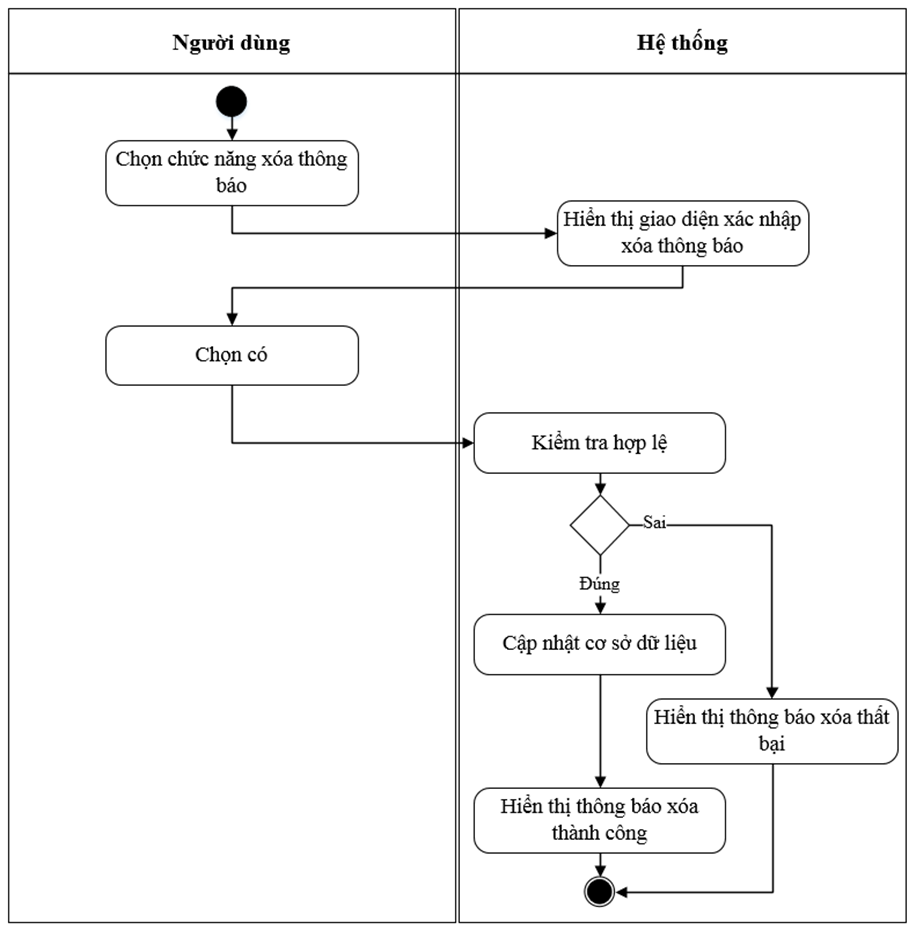 Người dùng
Hệ thống
Chọn chức năng xóa thông
báo
Hiển thị giao diện xác nhập
xóa thông báo
Chọn có
Kiểm tra hợp lệ
Sai
Đúng
Cập nhật cơ sở dữ liệu
Hiển thị thông báo xóa thất
bại
Hiển thị thông báo xóa
thành công